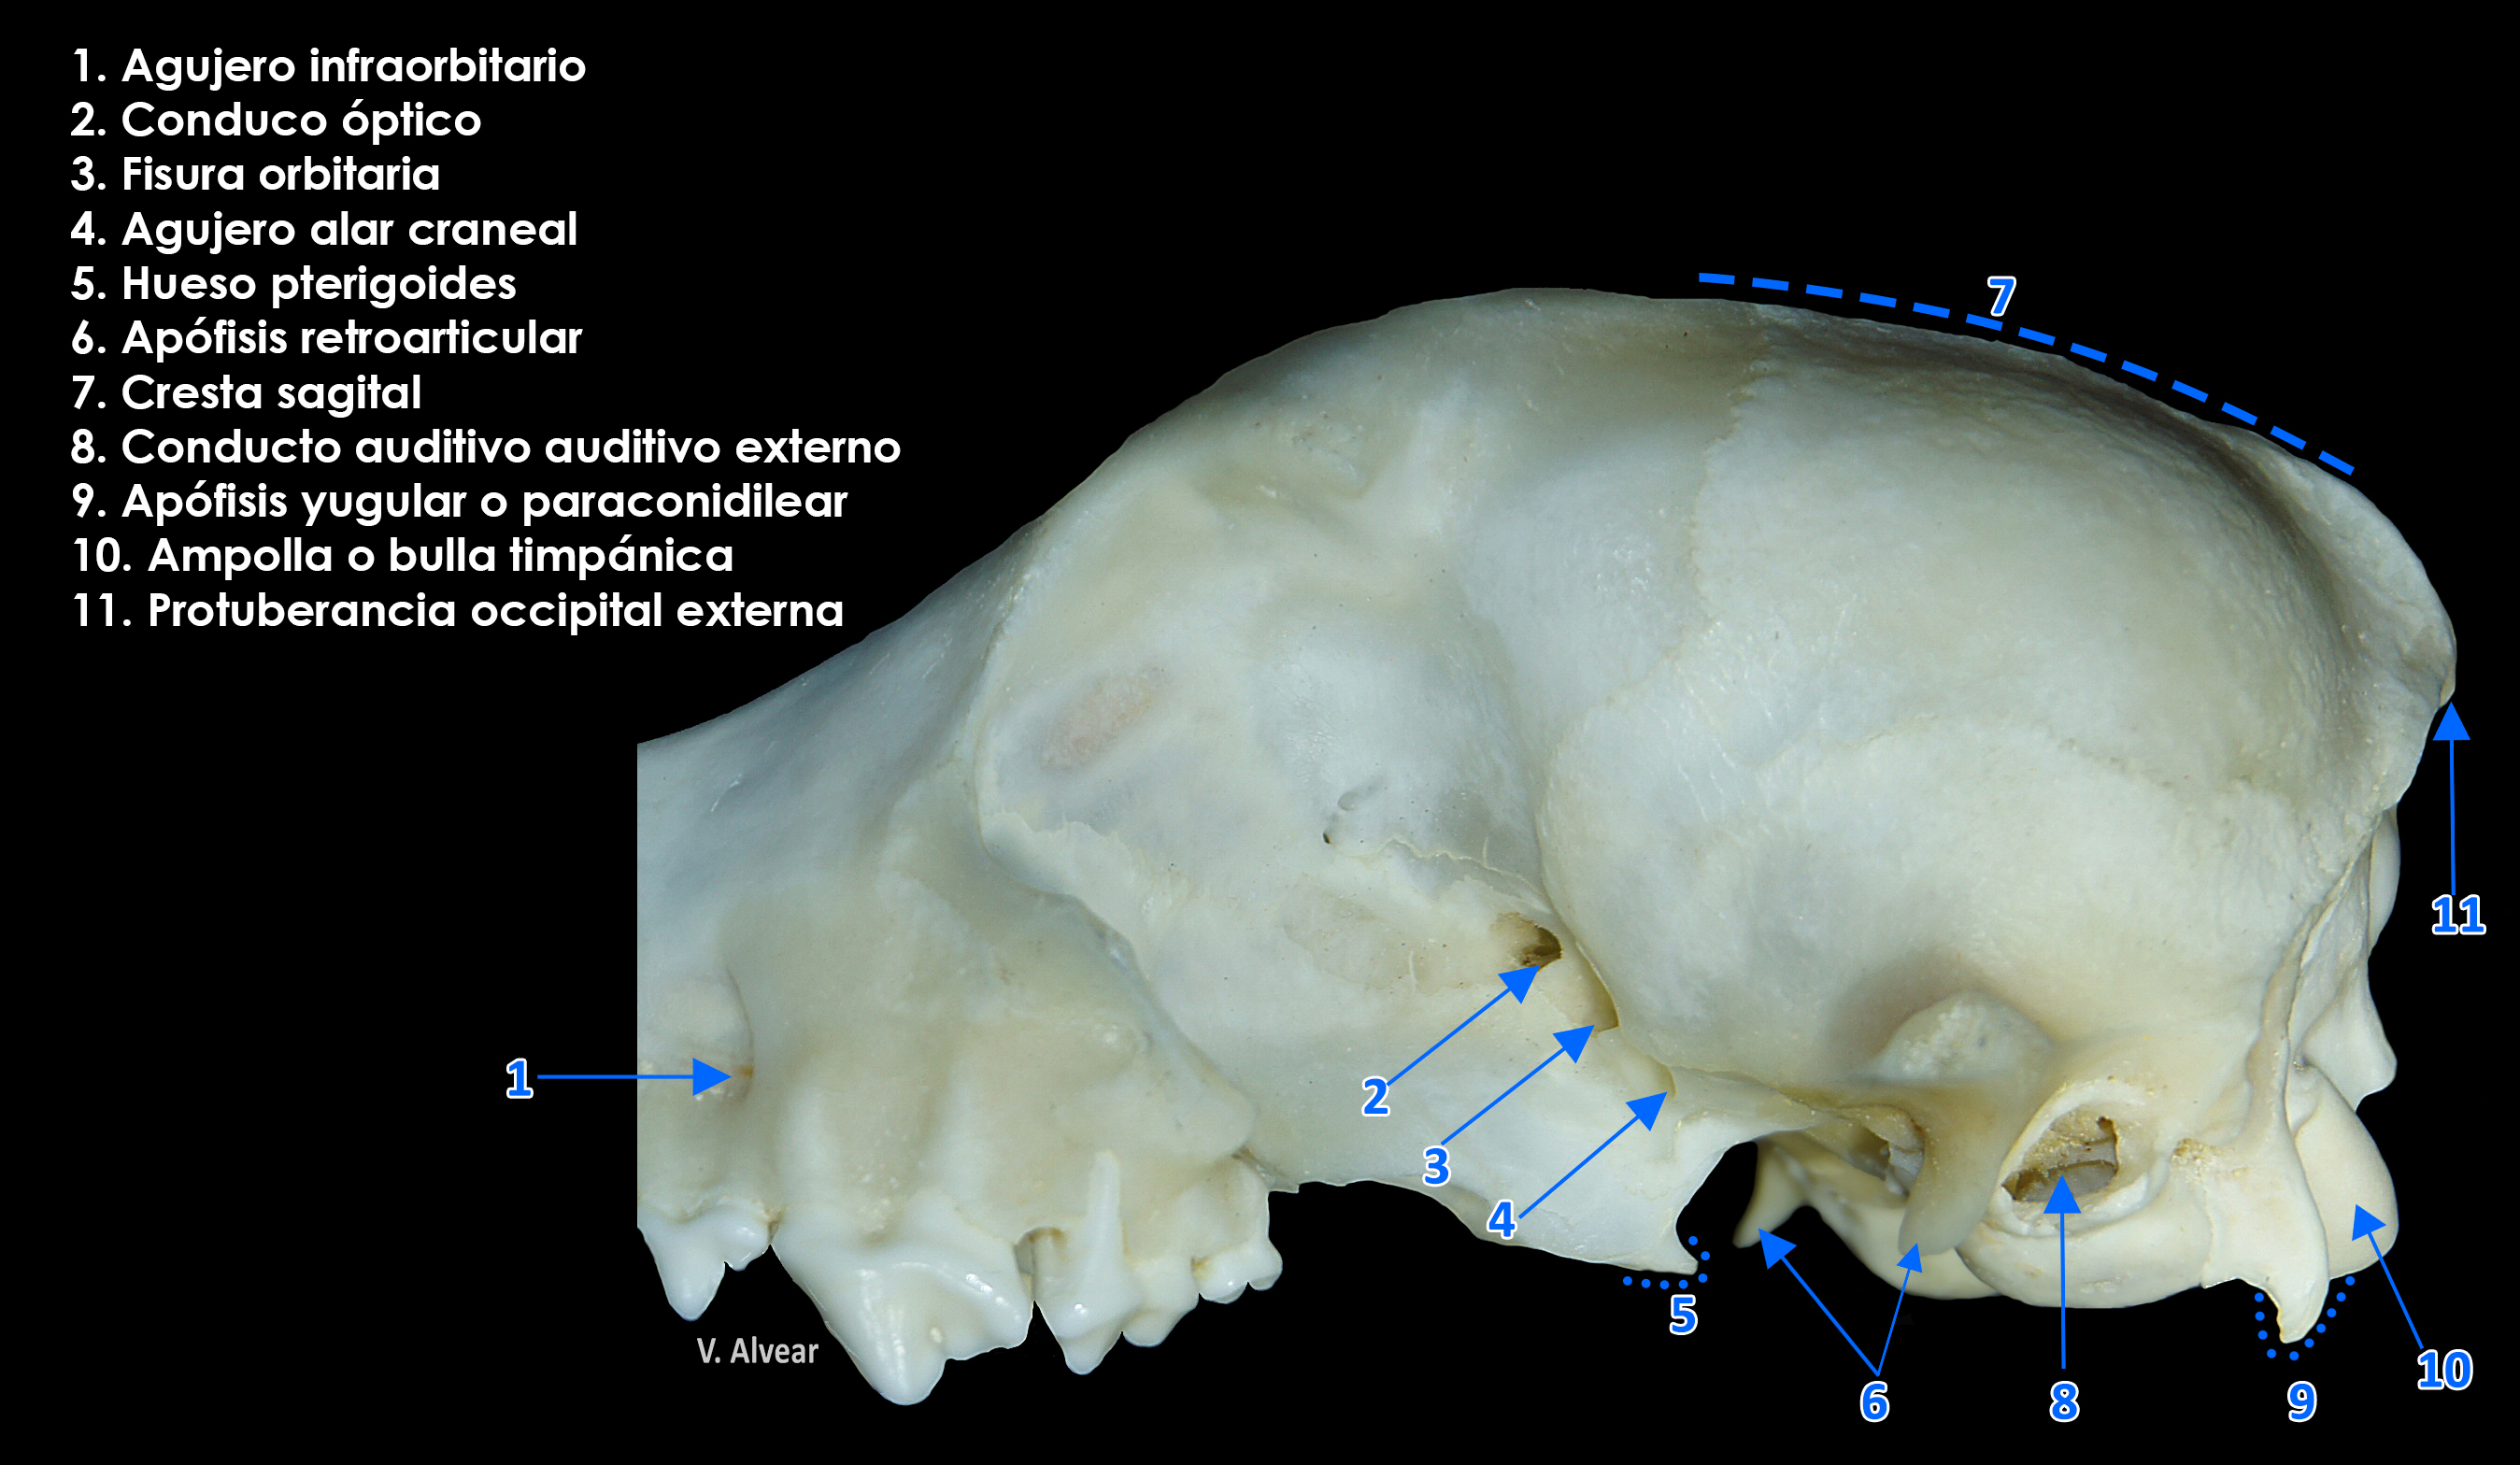 1. Agujero infraorbitario
2. Conduco óptico
3. Fisura orbitaria
4. Agujero alar craneal
5. Hueso pterigoides
6. Apófisis retroarticular
7. Cresta sagital
8. Conducto auditivo auditivo externo
9. Apófisis yugular o paraconidilear
10. Ampolla o bulla timpánica
11. Protuberancia occipital externa
7
11
1
2
3
4
5
6
8
9
10
V. Alvear